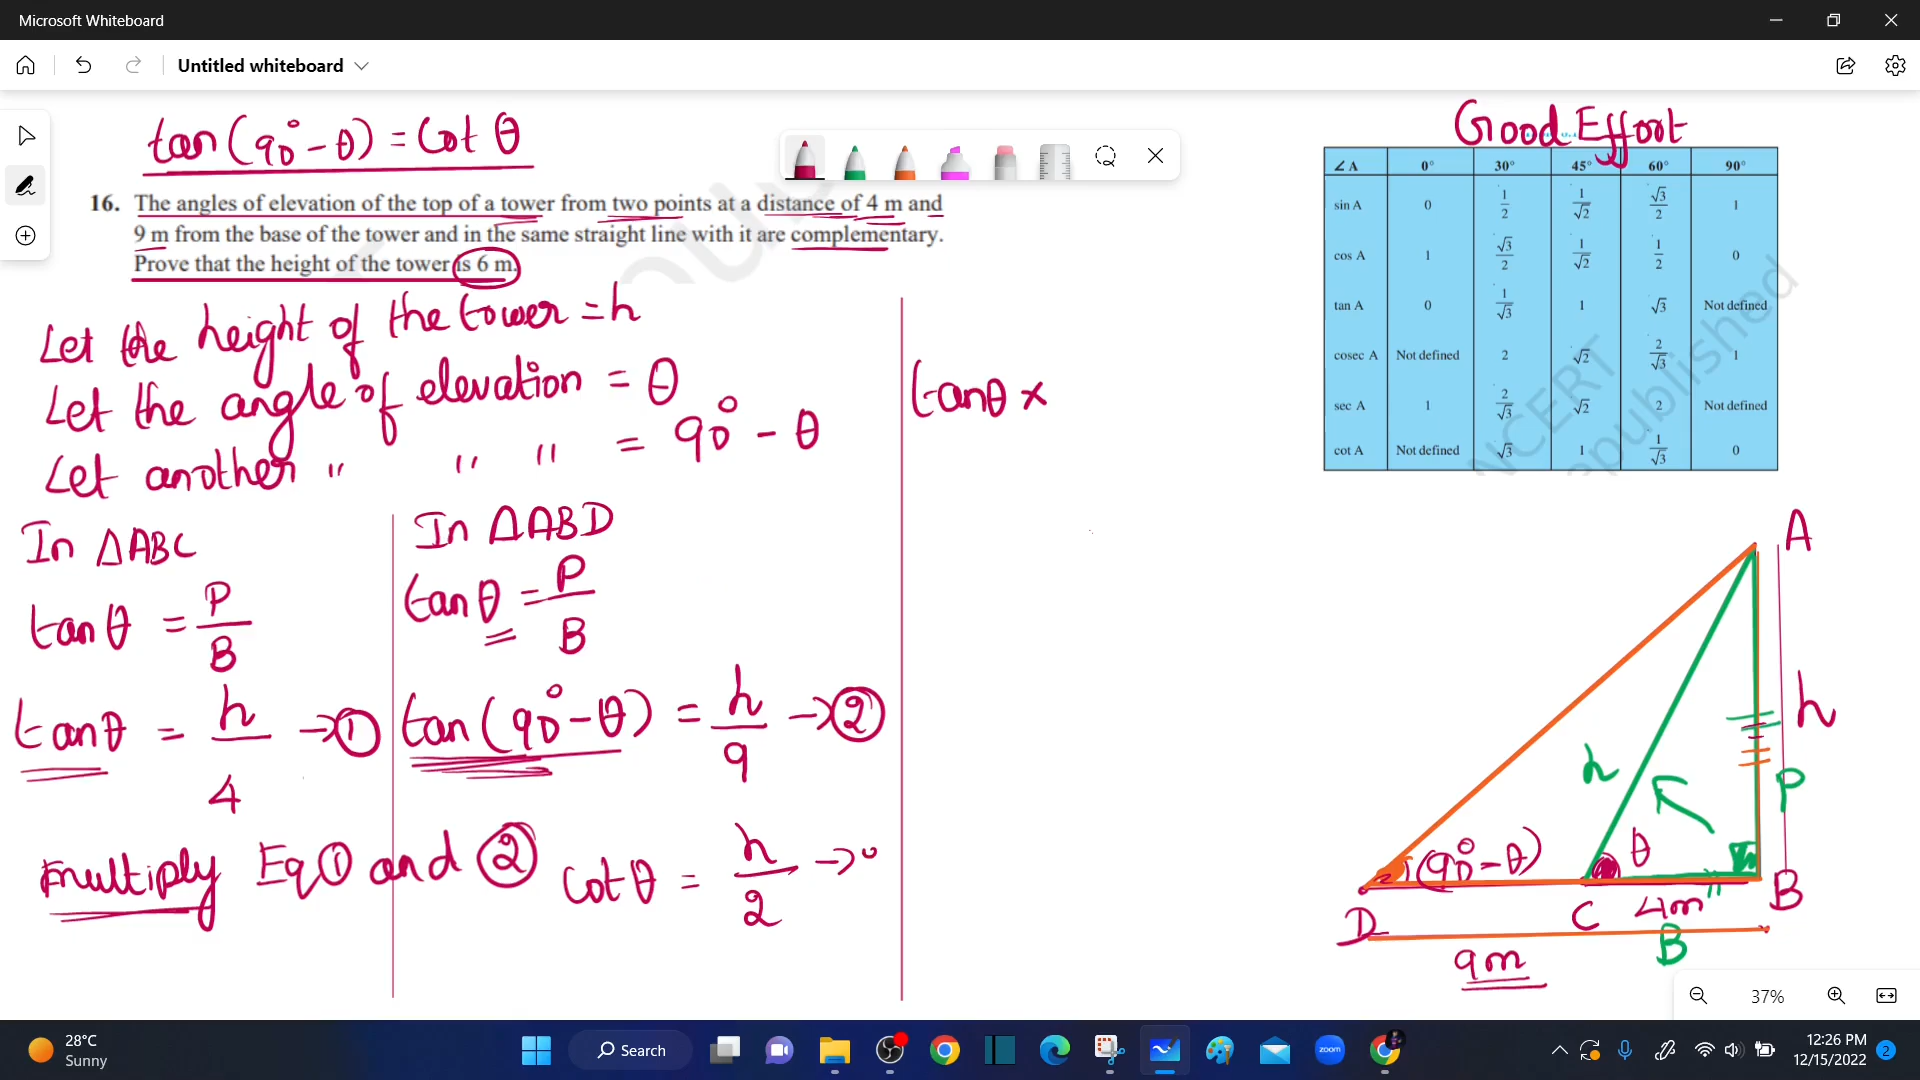 Microsoft Whiteboard
Untitled whiteboard
tan(90° - θ) = Cot θ
Good Effort
16. The angles of elevation of the top of a tower from two points at a distance of 4 m and
9 m from the base of the tower and in the same straight line with it are complementary.
Prove that the height of the tower is 6 m.
Let the height of the tower = h
Let the angle of elevation = θ
Let another " " " = 90° - θ
In ΔABC
tan θ = P/B
tanθ = h/4 → ①
In ΔABD
tan θ = P/B
tan(90° - θ) = h/9 → ②
multiply Eq ① and ②
Cot θ = h/2 →
tanθ ×
∠A 0° 30° 45° 60° 90°
sin A 0 1/2 1/√2 √3/2 1
cos A 1 √3/2 1/√2 1/2 0
tan A 0 1/√3 1 √3 Not defined
cosec A Not defined 2 √2 2/√3 1
sec A 1 2/√3 √2 2 Not defined
cot A Not defined √3 1 1/√3 0
NCERT
republished
A
h
h
P
(90° - θ)
θ
D
C
4m
B
B
9m
37%
28°C
Sunny
Search
zoom
12:26 PM
12/15/2022
2